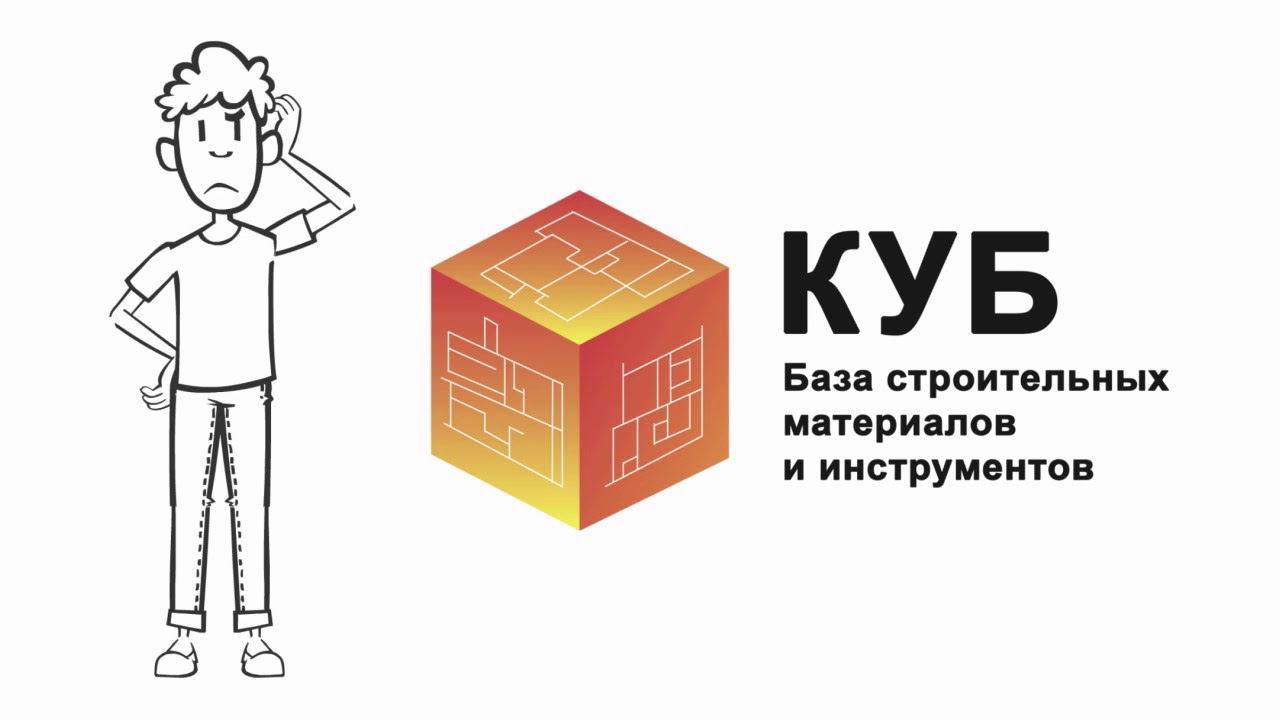 КУБ
База строительных
материалов
и инструментов